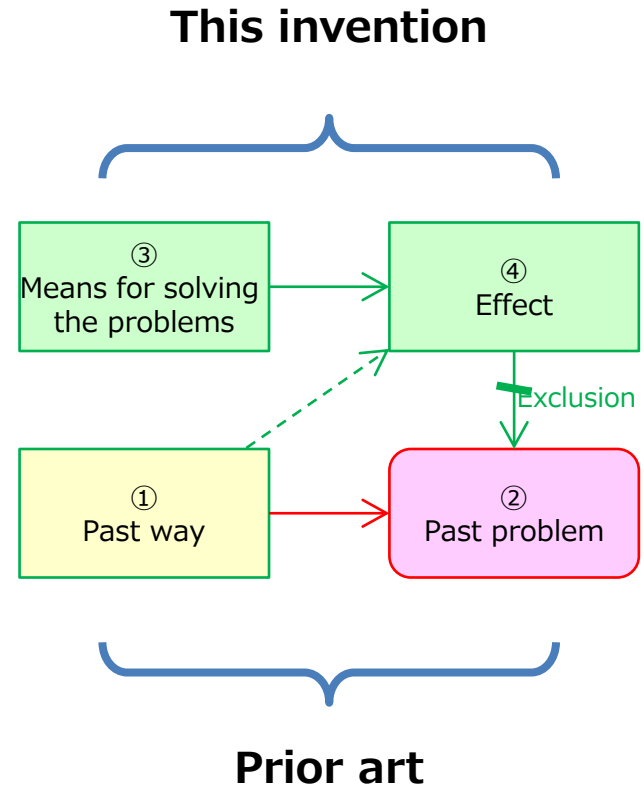 This invention
③
Means for solving
the problems
④
Effect
Exclusion
①
Past way
②
Past problem
Prior art